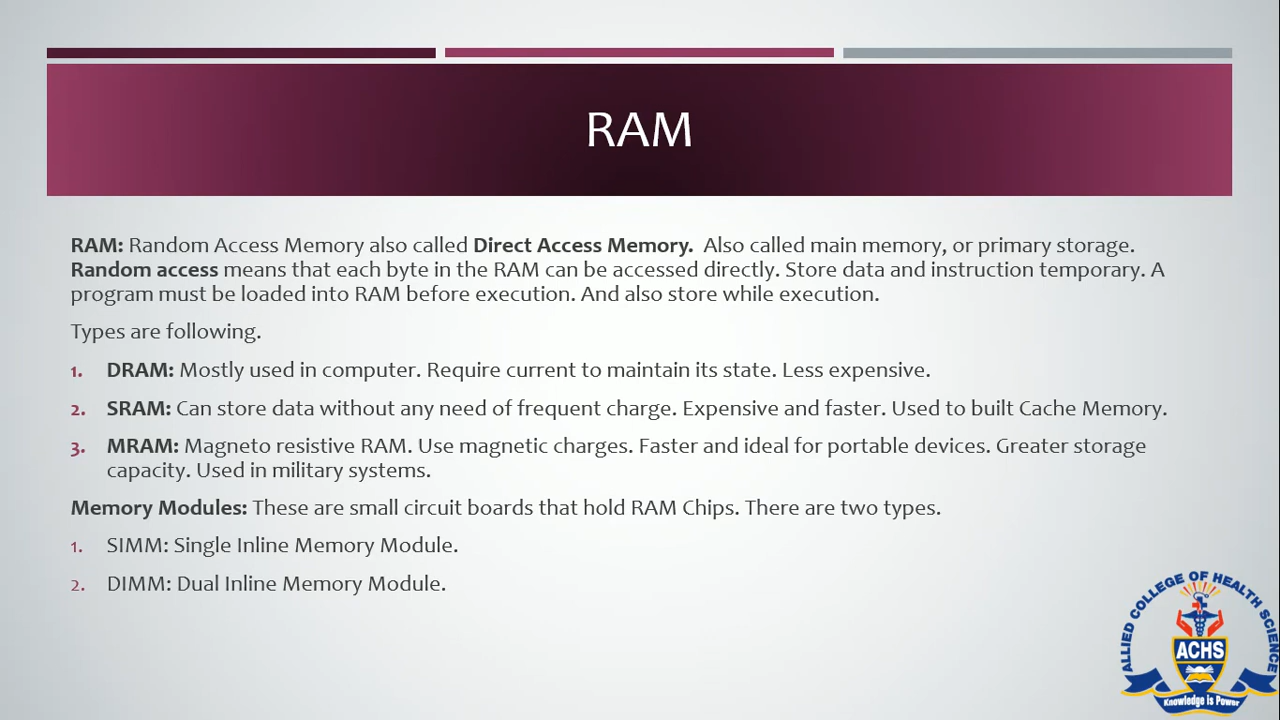 RAM
RAM: Random Access Memory also called Direct Access Memory.  Also called main memory, or primary storage.
Random access means that each byte in the RAM can be accessed directly. Store data and instruction temporary. A
program must be loaded into RAM before execution. And also store while execution.
Types are following.
1. DRAM: Mostly used in computer. Require current to maintain its state. Less expensive.
2. SRAM: Can store data without any need of frequent charge. Expensive and faster. Used to built Cache Memory.
3. MRAM: Magneto resistive RAM. Use magnetic charges. Faster and ideal for portable devices. Greater storage
capacity. Used in military systems.
Memory Modules: These are small circuit boards that hold RAM Chips. There are two types.
1. SIMM: Single Inline Memory Module.
2. DIMM: Dual Inline Memory Module.
ALLIED COLLEGE OF HEALTH SCIENCE
ACHS
Knowledge is Power